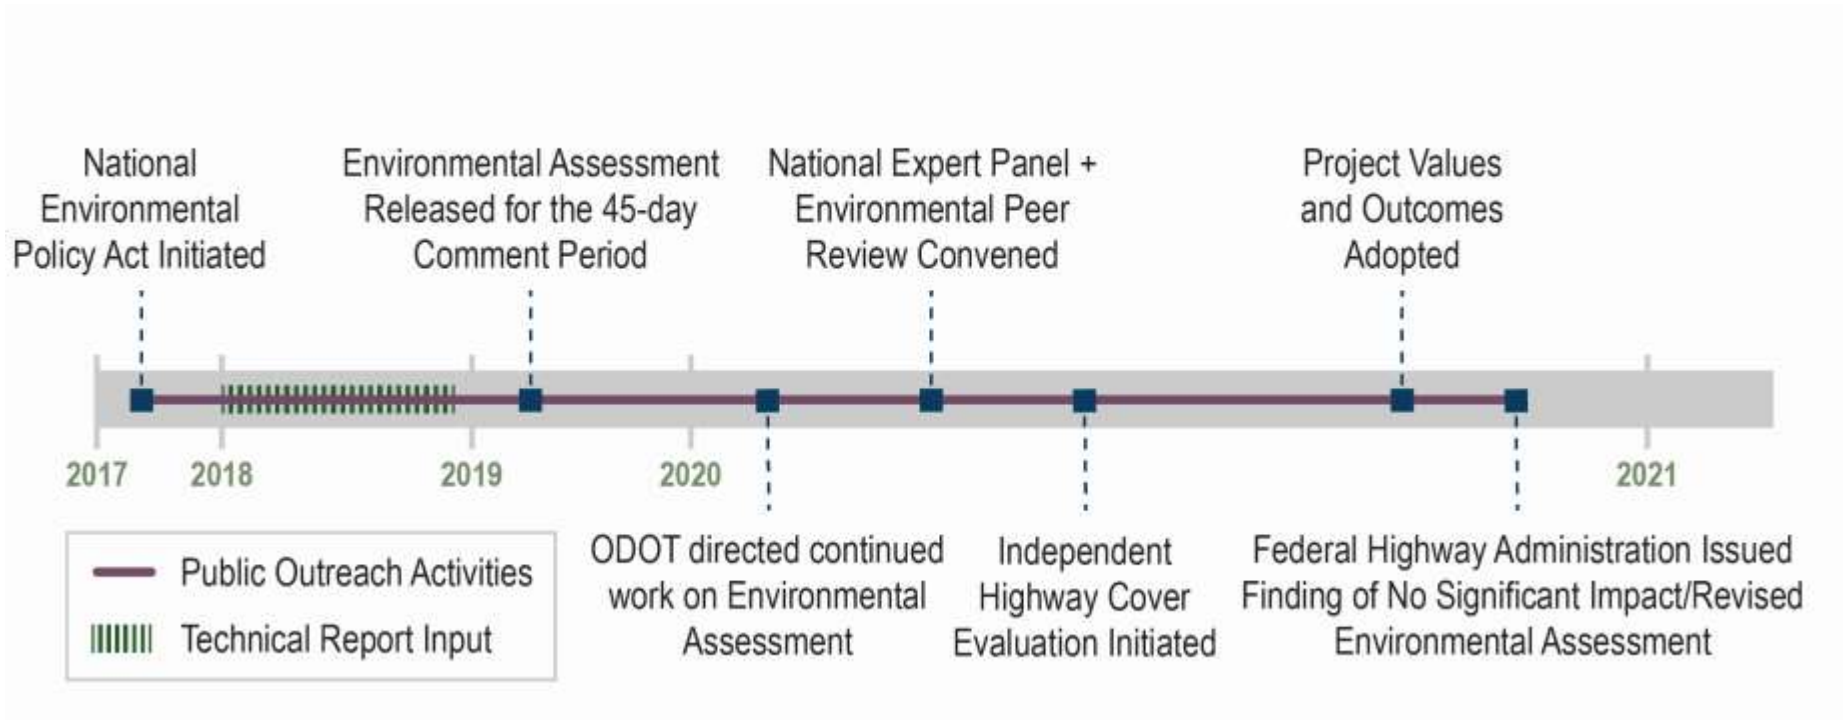 National
Environmental
Policy Act Initiated
Environmental Assessment
Released for the 45-day
Comment Period
National Expert Panel +
Environmental Peer
Review Convened
Project Values
and Outcomes
Adopted
2017
2018
2019
2020
2021
Public Outreach Activities
Technical Report Input
ODOT directed continued
work on Environmental
Assessment
Independent
Highway Cover
Evaluation Initiated
Federal Highway Administration Issued
Finding of No Significant Impact/Revised
Environmental Assessment